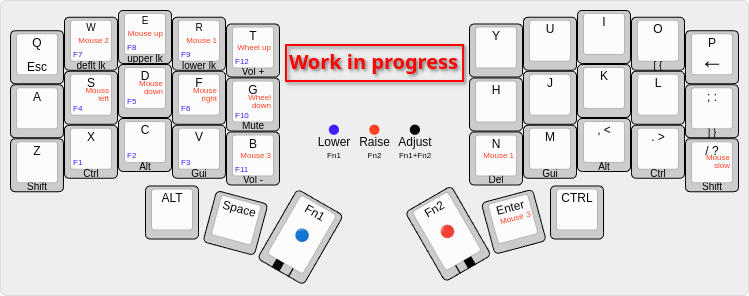 Q
Esc
W
Mouse 2
F7
deflt lk
E
Mouse up
F8
upper lk
R
Mouse 1
F9
lower lk
T
Wheel up
F12
Vol +
Work in progress
Y
U
I
O
[ {
P
←
A
S
Mouss
left
F4
D
Mouse
down
F5
F
Mouse
right
F6
G
Wheel
down
F10
Mute
H
J
K
L
; :
] }
Z
Shift
X
F1
Ctrl
C
F2
Alt
V
F3
Gui
B
Mouse 3
F11
Vol -
Lower
Fn1
Raise
Fn2
Adjust
Fn1+Fn2
N
Mouse 1
Del
M
Gui
, <
Alt
. >
Ctrl
/ ?
Mouse
slow
Shift
ALT
Space
Fn1
Fn2
Enter
Mouse 3
CTRL